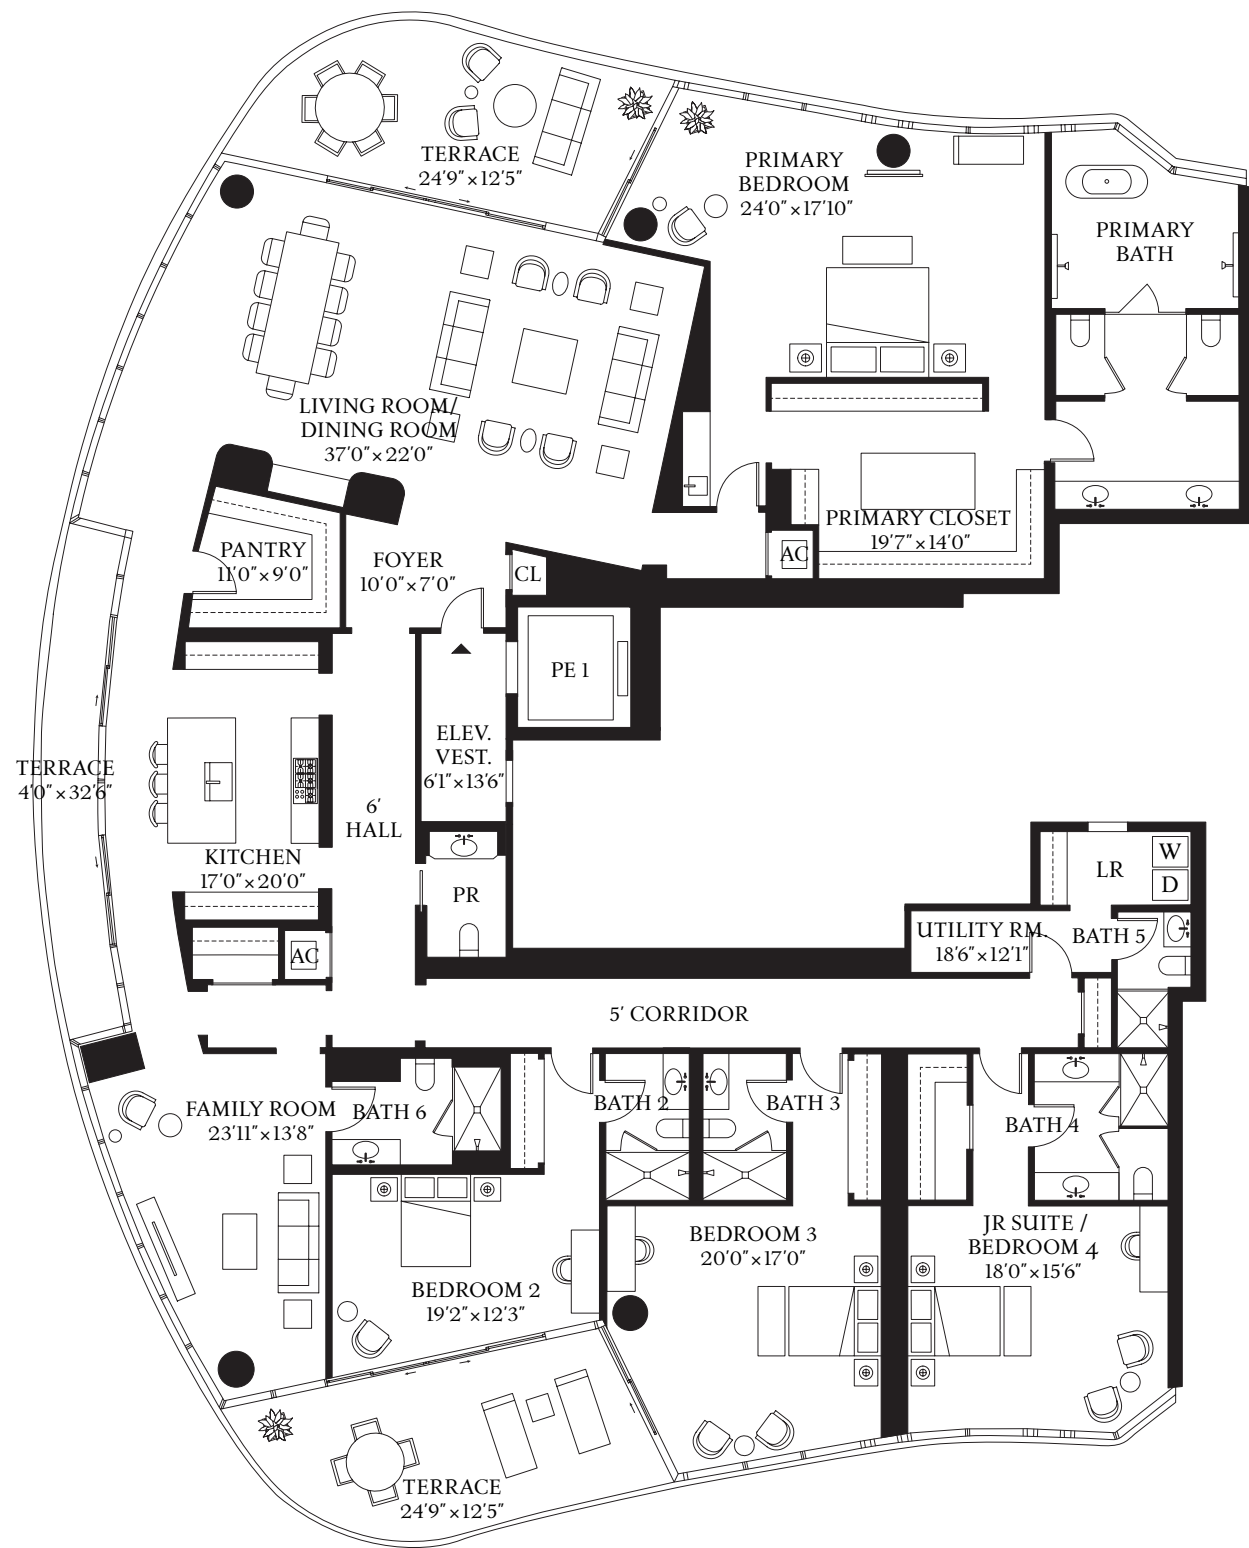 TERRACE
24'9"×12'5"
PRIMARY
BEDROOM
24'0"×17'10"
PRIMARY
BATH
LIVING ROOM/
DINING ROOM
37'0"×22'0"
PRIMARY CLOSET
19'7"×14'0"
AC
PANTRY
11'0"×9'0"
FOYER
10'0"×7'0"
CL
PE 1
ELEV.
VEST.
6'1"×13'6"
TERRACE
4'0"×32'6"
6'
HALL
KITCHEN
17'0"×20'0"
PR
LR
W
D
UTILITY RM.
18'6"×12'1"
BATH 5
AC
5' CORRIDOR
FAMILY ROOM
23'11"×13'8"
BATH 6
BATH 2
BATH 3
BATH 4
BEDROOM 2
19'2"×12'3"
BEDROOM 3
20'0"×17'0"
JR SUITE /
BEDROOM 4
18'0"×15'6"
TERRACE
24'9"×12'5"